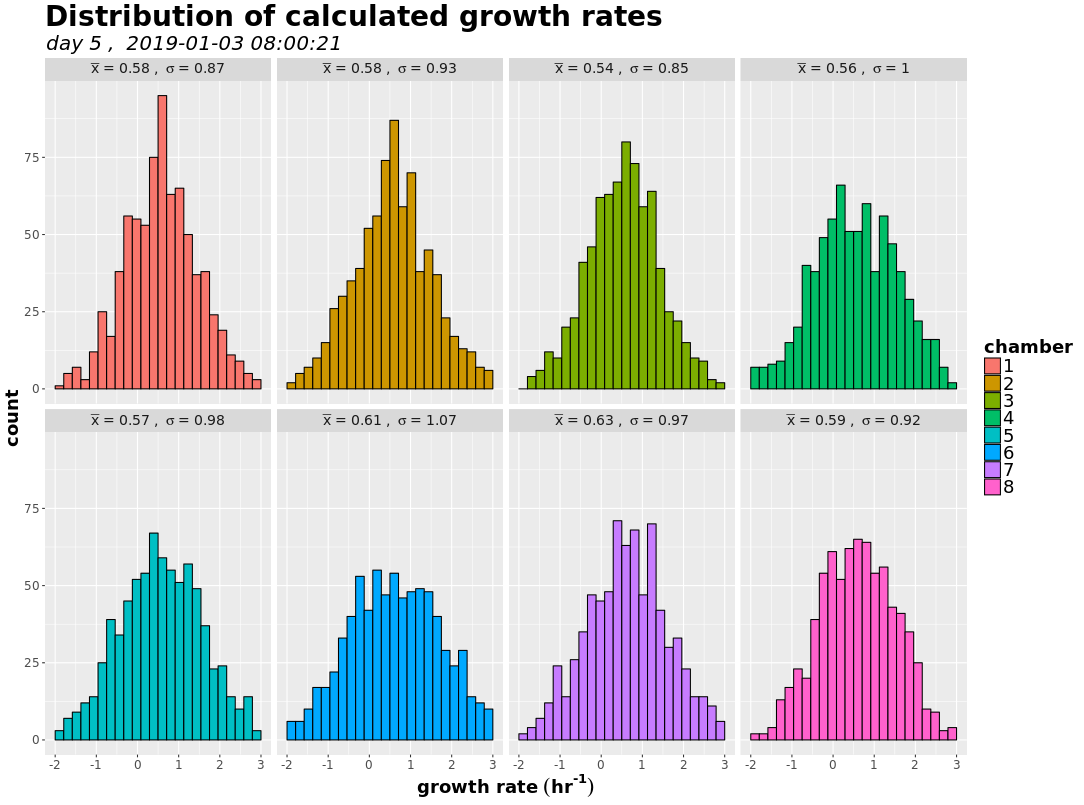 Distribution of calculated growth rates
day 5 ,  2019-01-03 08:00:21
x̅ = 0.58 ,  σ = 0.87
x̅ = 0.58 ,  σ = 0.93
x̅ = 0.54 ,  σ = 0.85
x̅ = 0.56 ,  σ = 1
75
50
25
0
x̅ = 0.57 ,  σ = 0.98
x̅ = 0.61 ,  σ = 1.07
x̅ = 0.63 ,  σ = 0.97
x̅ = 0.59 ,  σ = 0.92
75
50
25
0
-2 -1 0 1 2 3
-2 -1 0 1 2 3
-2 -1 0 1 2 3
-2 -1 0 1 2 3
count
growth rate (hr⁻¹)
chamber
1
2
3
4
5
6
7
8